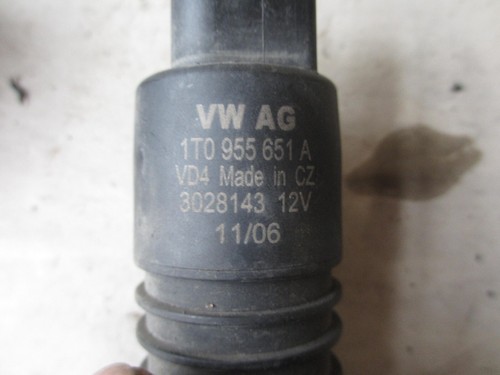 VW AG
1T0 955 651 A
VD4 Made in CZ
3028143 12V
11/06